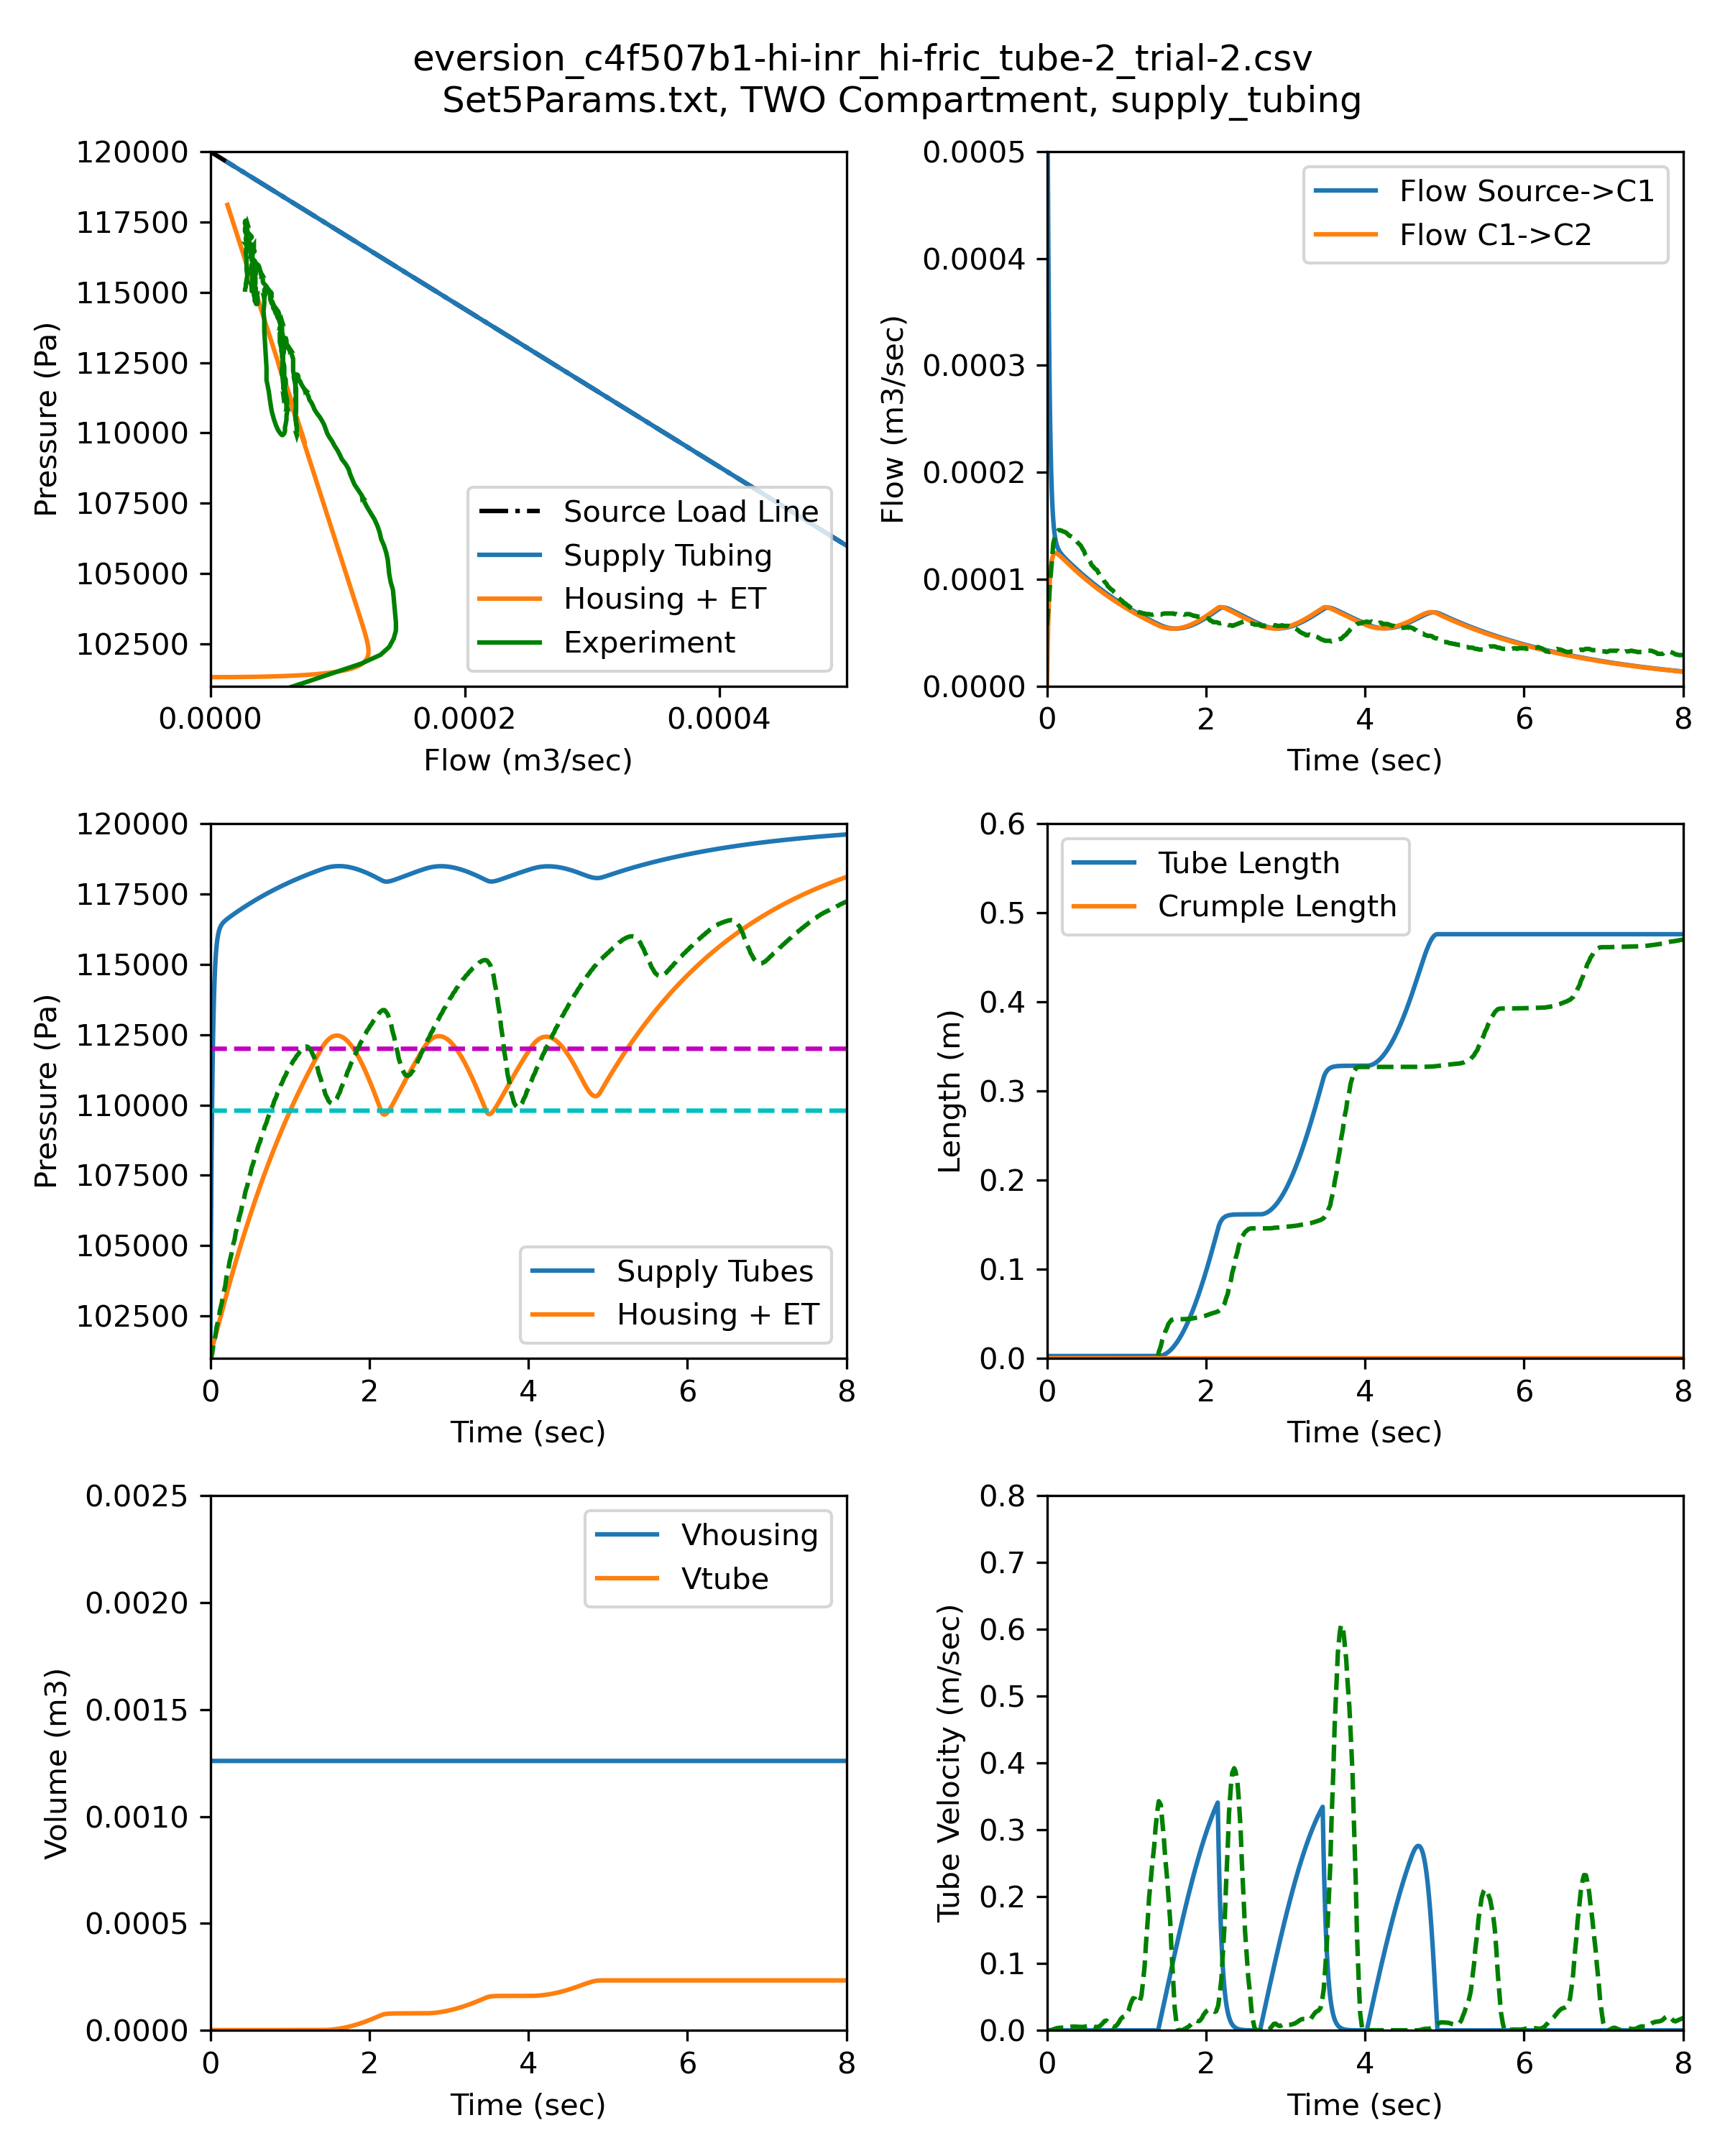 eversion_c4f507b1-hi-inr_hi-fric_tube-2_trial-2.csv
Set5Params.txt, TWO Compartment, supply_tubing
120000
117500
115000
112500
110000
107500
105000
102500
Pressure (Pa)
0.0000
0.0002
0.0004
Flow (m3/sec)
Source Load Line
Supply Tubing
Housing + ET
Experiment
0.0005
0.0004
0.0003
0.0002
0.0001
0.0000
Flow (m3/sec)
0
2
4
6
8
Time (sec)
Flow Source->C1
Flow C1->C2
120000
117500
115000
112500
110000
107500
105000
102500
Pressure (Pa)
0
2
4
6
8
Time (sec)
Supply Tubes
Housing + ET
0.6
0.5
0.4
0.3
0.2
0.1
0.0
Length (m)
0
2
4
6
8
Time (sec)
Tube Length
Crumple Length
0.0025
0.0020
0.0015
0.0010
0.0005
0.0000
Volume (m3)
0
2
4
6
8
Time (sec)
Vhousing
Vtube
0.8
0.7
0.6
0.5
0.4
0.3
0.2
0.1
0.0
Tube Velocity (m/sec)
0
2
4
6
8
Time (sec)